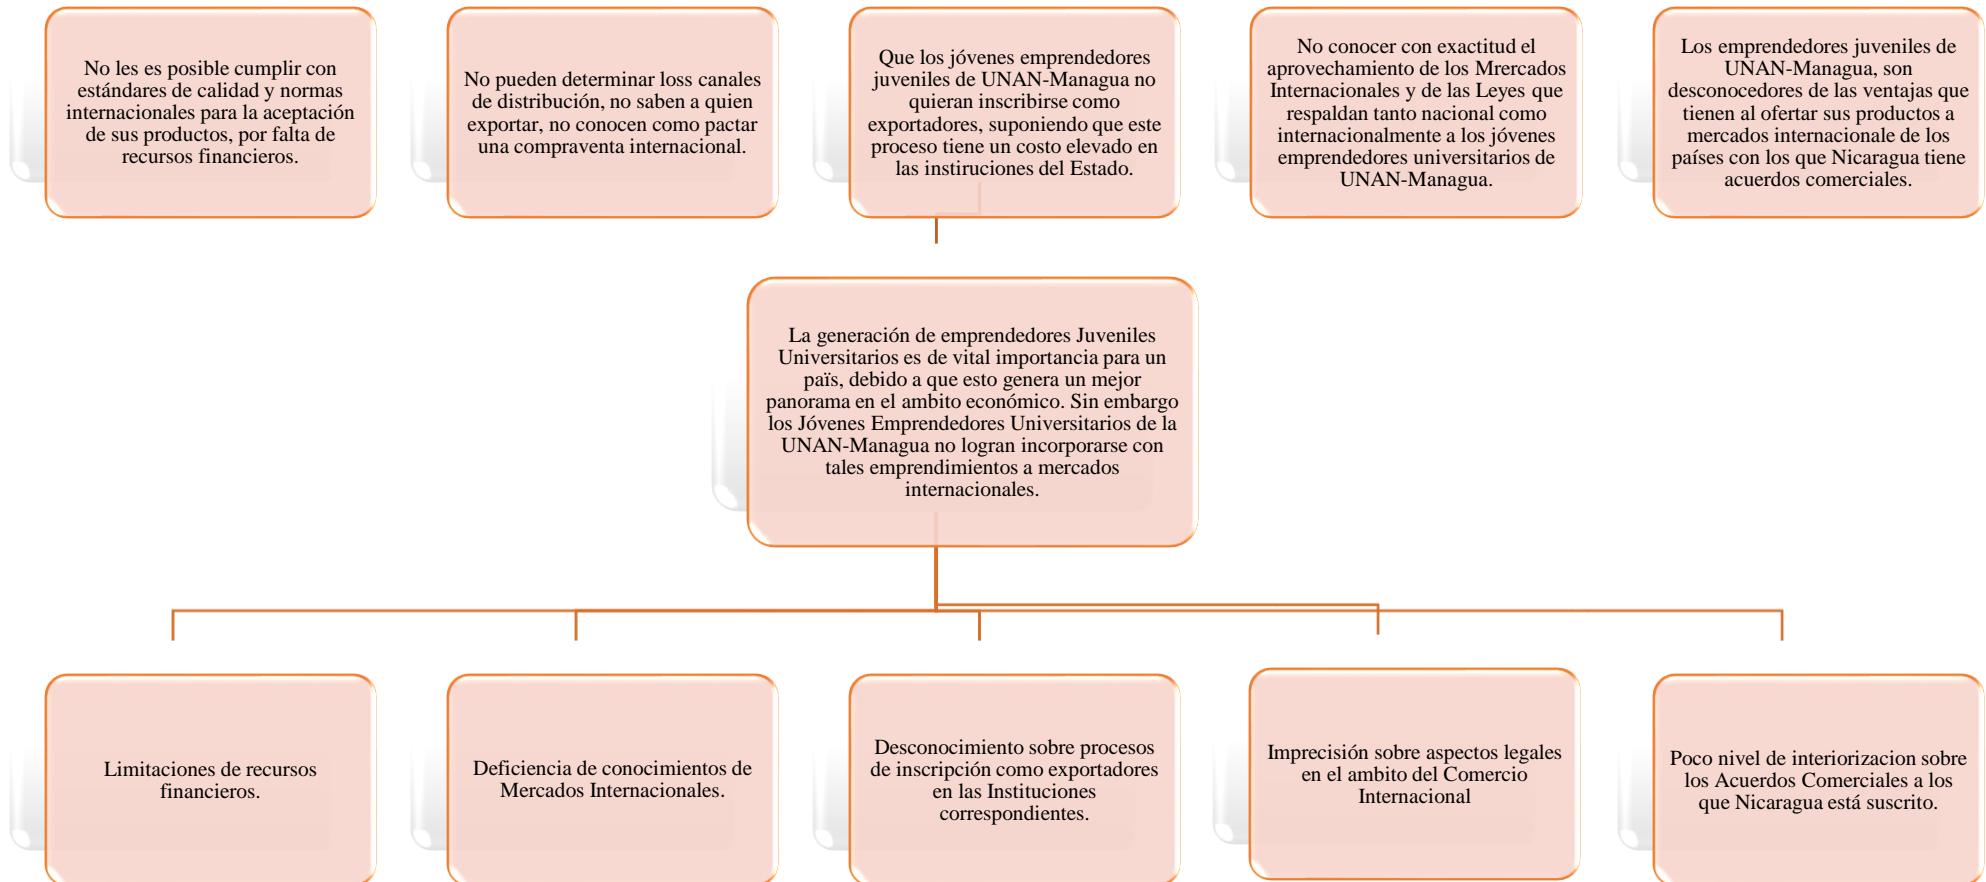 No les es posible cumplir con
estándares de calidad y normas
internacionales para la aceptación
de sus productos, por falta de
recursos financieros.
No pueden determinar loss canales
de distribución, no saben a quien
exportar, no conocen como pactar
una compraventa internacional.
Que los jóvenes emprendedores
juveniles de UNAN-Managua no
quieran inscribirse como
exportadores, suponiendo que este
proceso tiene un costo elevado en
las instiruciones del Estado.
No conocer con exactitud el
aprovechamiento de los Mrercados
Internacionales y de las Leyes que
respaldan tanto nacional como
internacionalmente a los jóvenes
emprendedores universitarios de
UNAN-Managua.
Los emprendedores juveniles de
UNAN-Managua, son
desconocedores de las ventajas que
tienen al ofertar sus productos a
mercados internacionale de los
países con los que Nicaragua tiene
acuerdos comerciales.
La generación de emprendedores Juveniles
Universitarios es de vital importancia para un
païs, debido a que esto genera un mejor
panorama en el ambito económico. Sin embargo
los Jóvenes Emprendedores Universitarios de la
UNAN-Managua no logran incorporarse con
tales emprendimientos a mercados
internacionales.
Limitaciones de recursos
financieros.
Deficiencia de conocimientos de
Mercados Internacionales.
Desconocimiento sobre procesos
de inscripción como exportadores
en las Instituciones
correspondientes.
Imprecisión sobre aspectos legales
en el ambito del Comercio
Internacional
Poco nivel de interiorizacion sobre
los Acuerdos Comerciales a los
que Nicaragua está suscrito.